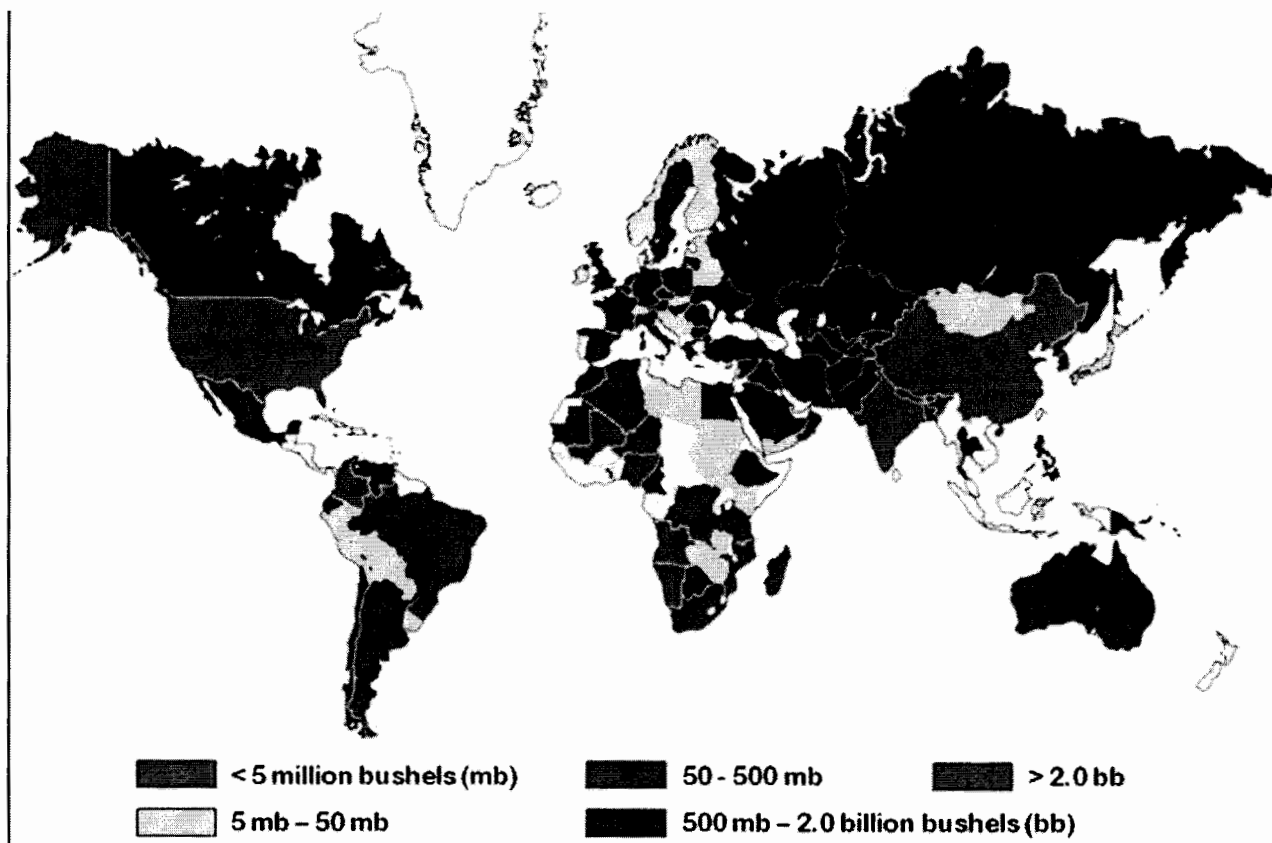 < 5 million bushels (mb)
50 - 500 mb
> 2.0 bb
5 mb – 50 mb
500 mb – 2.0 billion bushels (bb)